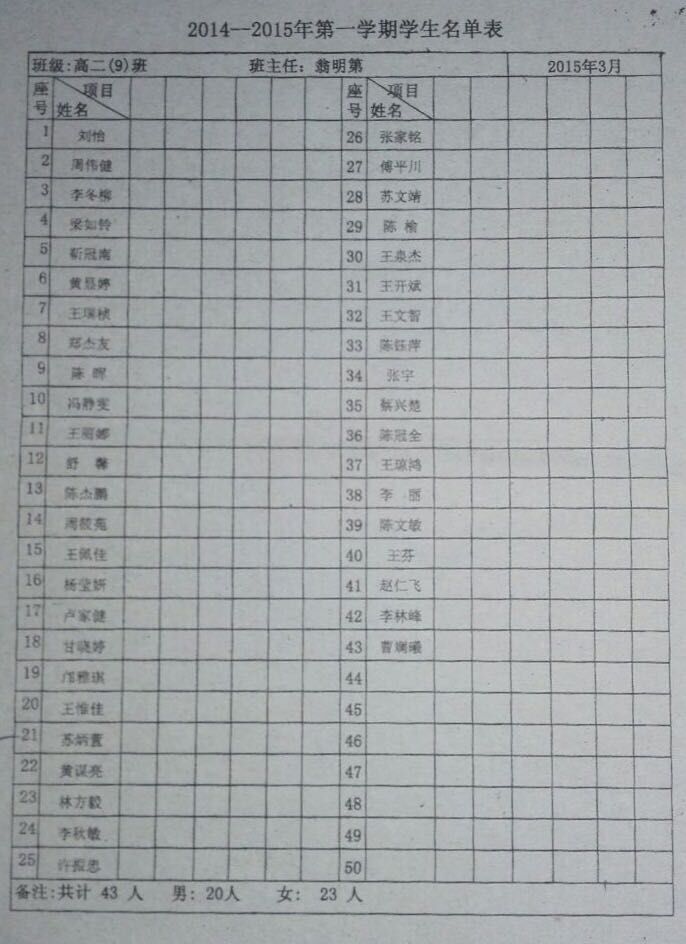 2014--2015年第一学期学生名单表
班级:高二(9)班 班主任: 翁明第 2015年3月
座号 项目 姓名 座号 项目 姓名
1 刘怡 26 张家铭
2 周伟健 27 傅平川
3 李冬柳 28 苏文靖
4 梁如铃 29 陈 榆
5 靳冠南 30 王泉杰
6 黄昱婷 31 王开斌
7 王瑞桢 32 王文智
8 郑杰友 33 陈钰萍
9 陈 晖 34 张宇
10 冯静雯 35 蔡兴楚
11 王丽娜 36 陈冠全
12 舒 馨 37 王琼鸿
13 陈杰鹏 38 李 丽
14 周筱苑 39 陈文敏
15 王佩佳 40 王芬
16 杨莹妍 41 赵仁飞
17 卢家健 42 李林峰
18 甘晓婷 43 曹斓曦
19 邝雅琪 44
20 王惟佳 45
21 苏炳萱 46
22 黄谋亮 47
23 林方毅 48
24 李秋敏 49
25 许振忠 50
备注:共计 43 人 男: 20人 女: 23 人